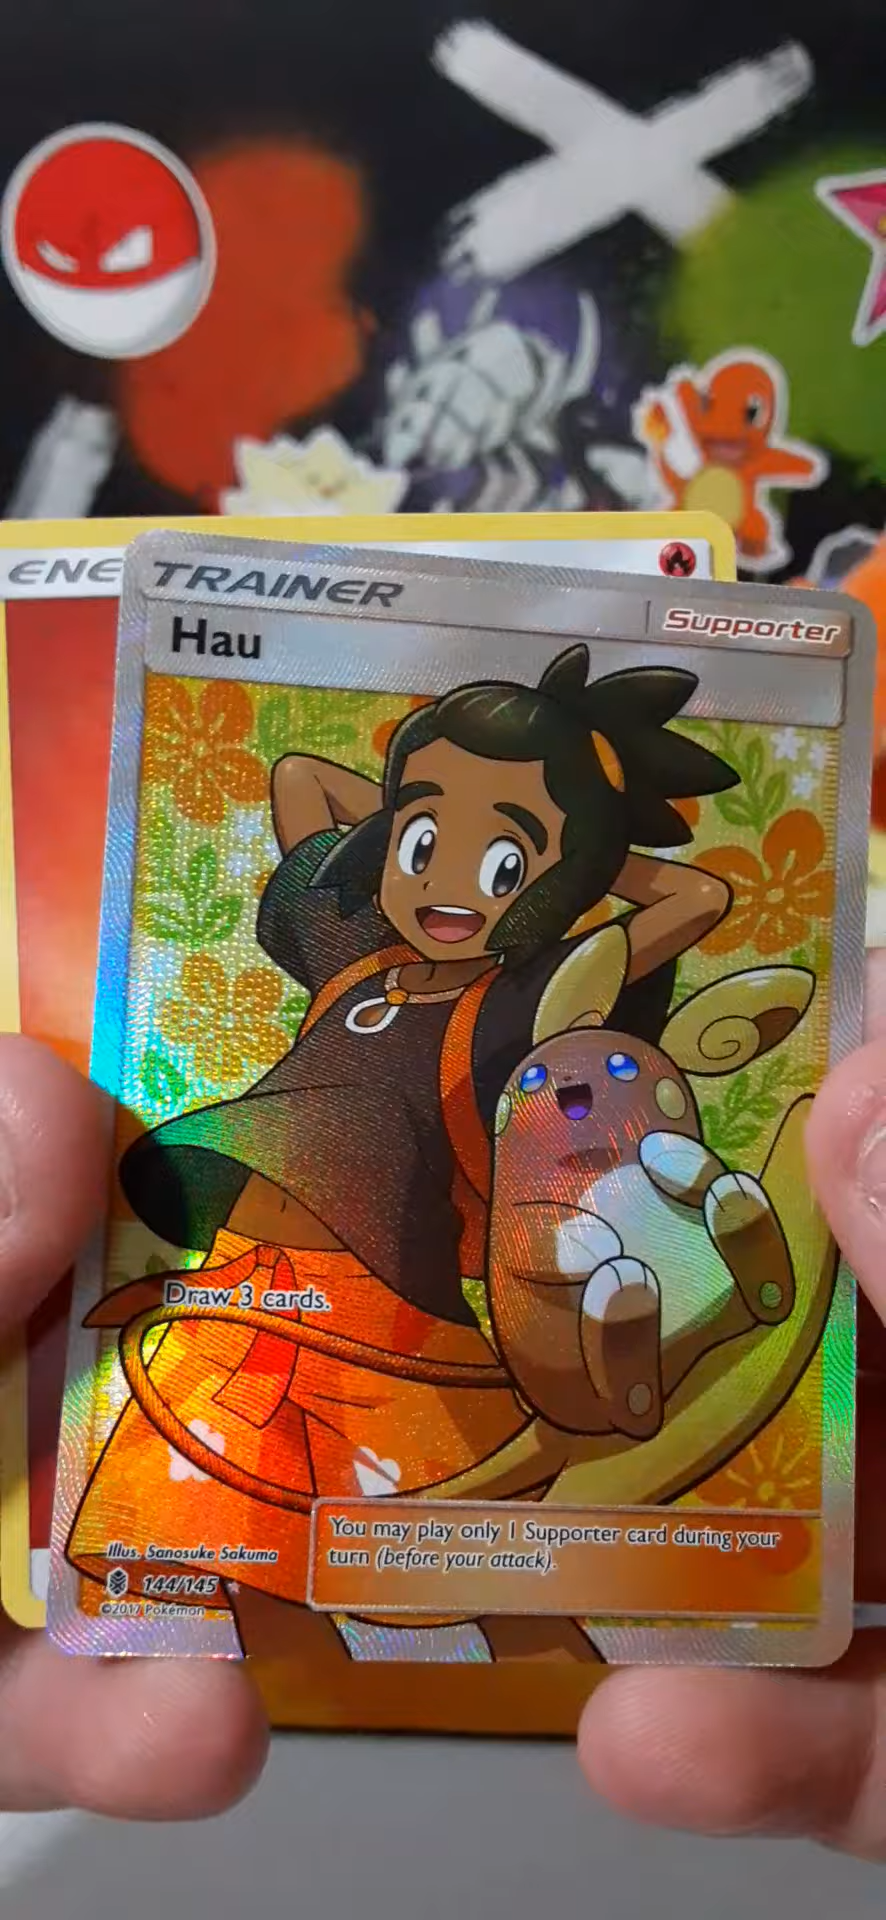 ENE
TRAINER
Supporter
Hau
Draw 3 cards.
You may play only 1 Supporter card during your
turn (before your attack).
Illus. Sanosuke Sakuma
144/145
©2017 Pokémon